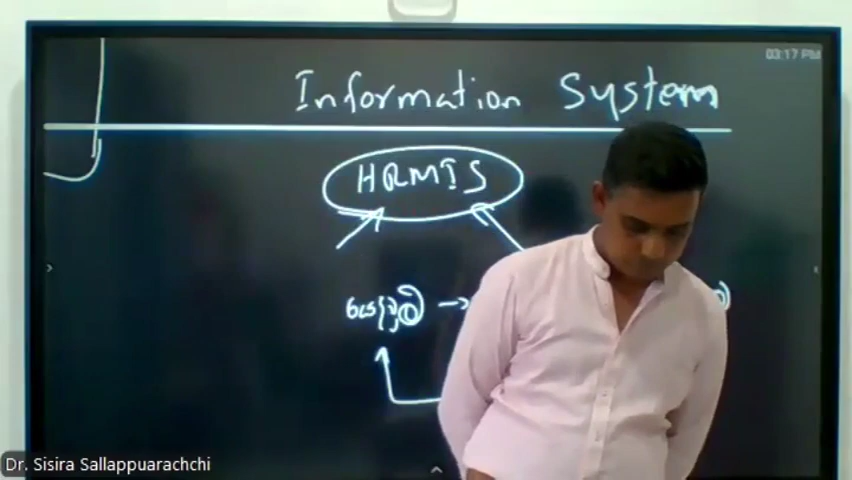 03:17 PM
Information System
HRMIS
Dr. Sisira Sallappuarachchi